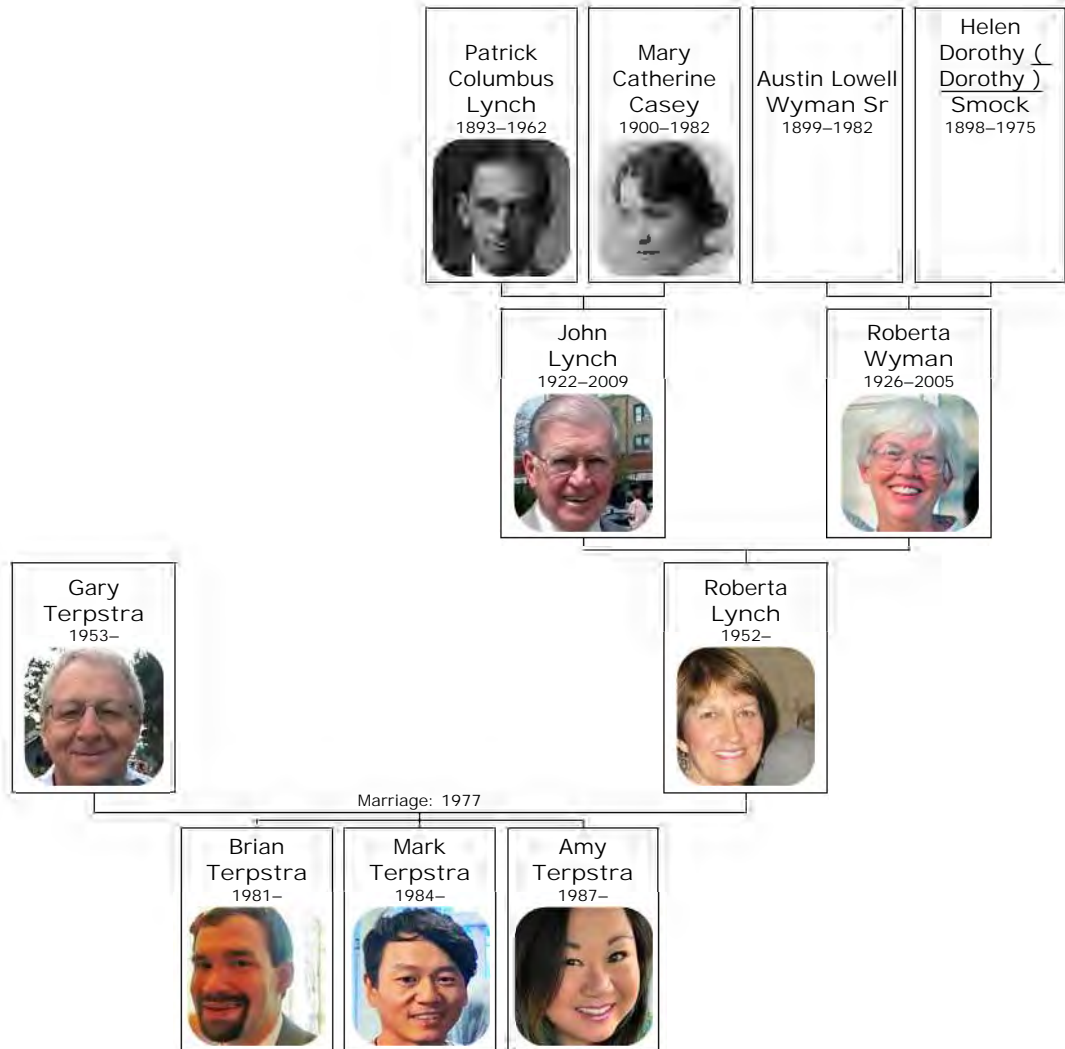 Patrick
Columbus
Lynch
1893–1962
Mary
Catherine
Casey
1900–1982
Austin Lowell
Wyman Sr
1899–1982
Helen
Dorothy (
Dorothy )
Smock
1898–1975
John
Lynch
1922–2009
Roberta
Wyman
1926–2005
Gary
Terpstra
1953–
Roberta
Lynch
1952–
Marriage: 1977
Brian
Terpstra
1981–
Mark
Terpstra
1984–
Amy
Terpstra
1987–